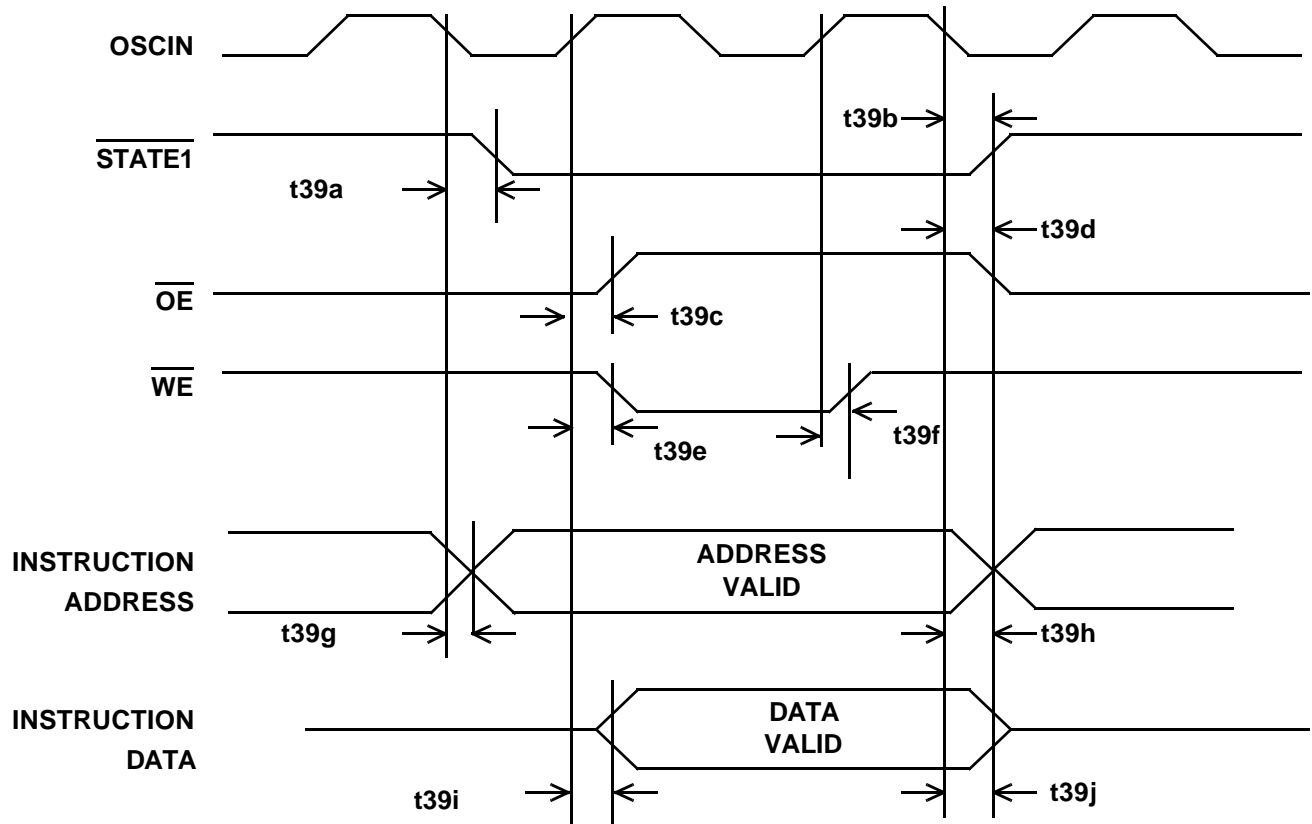 OSCIN
t39b
STATE1
t39a
t39d
OE
t39c
WE
t39f
t39e
INSTRUCTION
ADDRESS
ADDRESS
VALID
t39g
t39h
INSTRUCTION
DATA
DATA
VALID
t39i
t39j